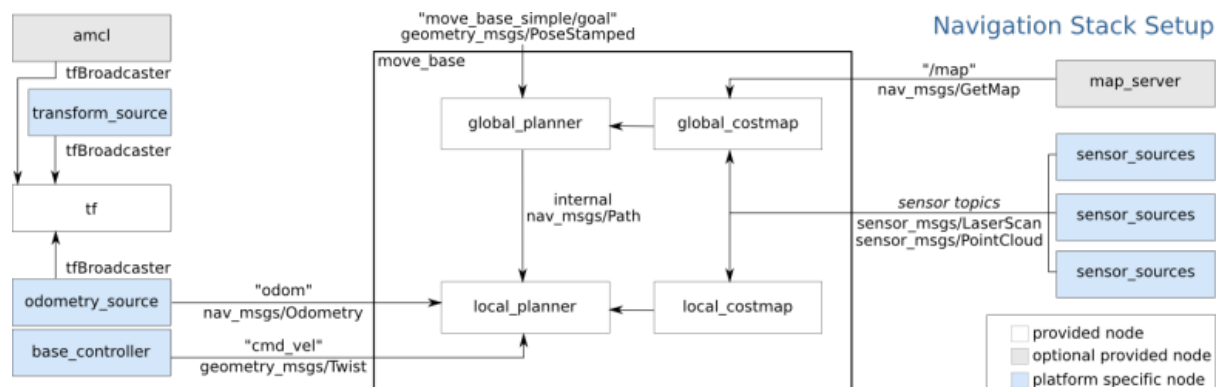 Navigation Stack Setup
amcl
"move_base_simple/goal"
geometry_msgs/PoseStamped
move_base
tfBroadcaster
"/map"
nav_msgs/GetMap
map_server
transform_source
global_planner
global_costmap
tfBroadcaster
sensor_sources
tf
internal
nav_msgs/Path
sensor topics
sensor_msgs/LaserScan
sensor_msgs/PointCloud
sensor_sources
tfBroadcaster
sensor_sources
odometry_source
"odom"
nav_msgs/Odometry
local_planner
local_costmap
base_controller
"cmd_vel"
geometry_msgs/Twist
provided node
optional provided node
platform specific node